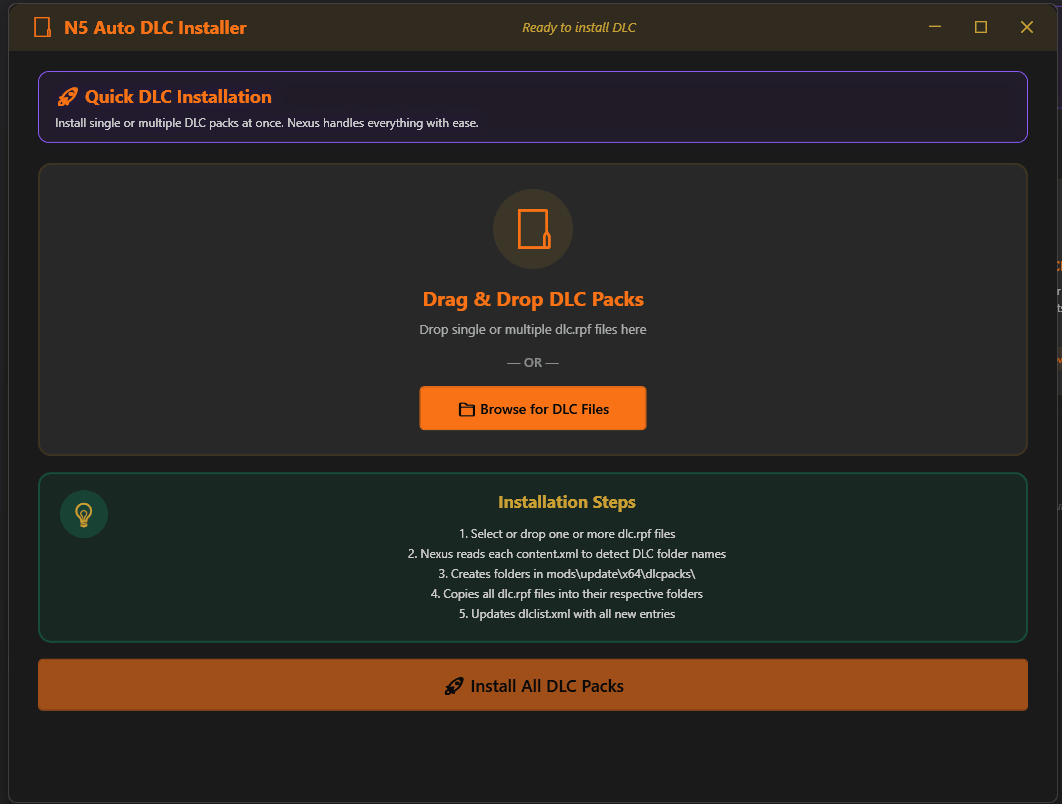 N5 Auto DLC Installer
Ready to install DLC
Quick DLC Installation
Install single or multiple DLC packs at once. Nexus handles everything with ease.
Drag & Drop DLC Packs
Drop single or multiple dlc.rpf files here
— OR —
Browse for DLC Files
Installation Steps
1. Select or drop one or more dlc.rpf files
2. Nexus reads each content.xml to detect DLC folder names
3. Creates folders in mods\update\x64\dlcpacks\
4. Copies all dlc.rpf files into their respective folders
5. Updates dlclist.xml with all new entries
Install All DLC Packs